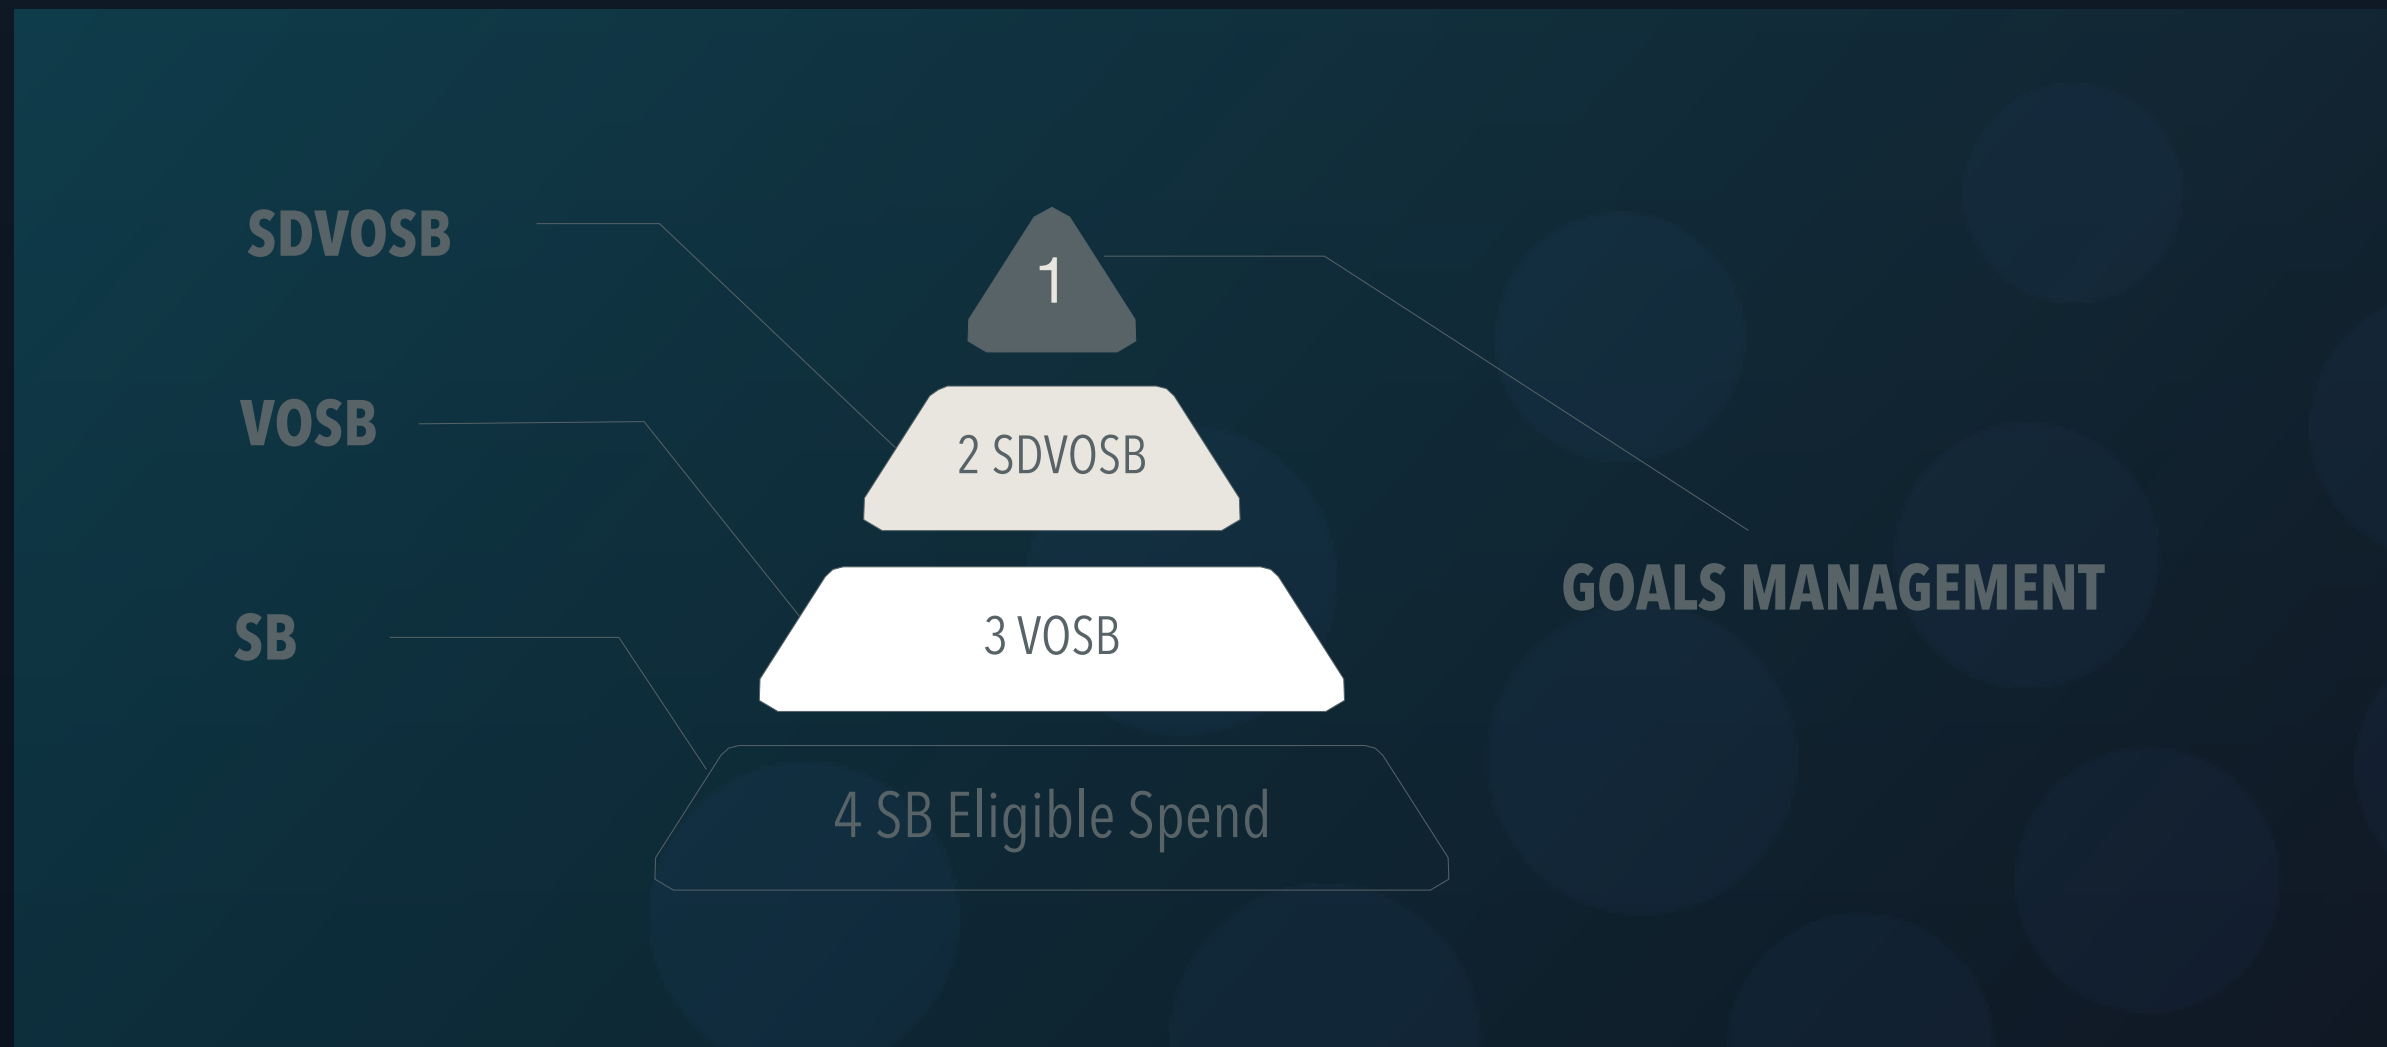 SDVOSB
1
VOSB
2 SDVOSB
GOALS MANAGEMENT
SB
3 VOSB
4 SB Eligible Spend